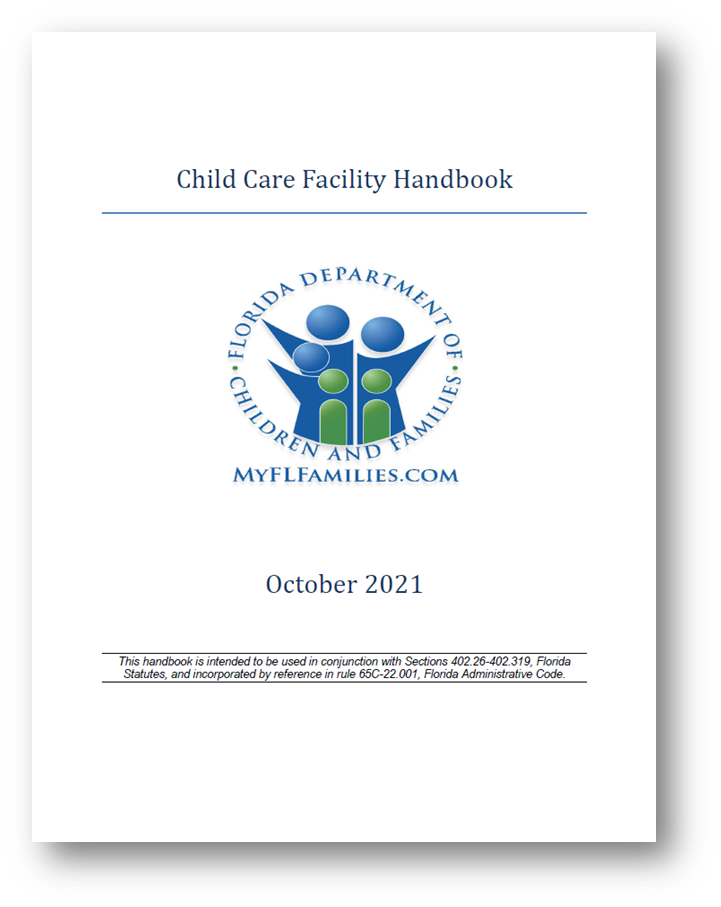 Child Care Facility Handbook
• FLORIDA DEPARTMENT OF •
CHILDREN AND FAMILIES
MYFLFAMILIES.COM
October 2021
This handbook is intended to be used in conjunction with Sections 402.26-402.319, Florida
Statutes, and incorporated by reference in rule 65C-22.001, Florida Administrative Code.